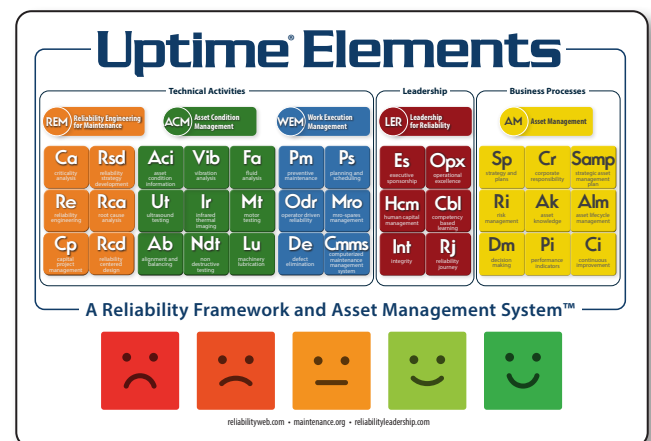 Uptime® Elements
Technical Activities
Leadership
Business Processes
REM Reliability Engineering
for Maintenance
ACM Asset Condition
Management
WEM Work Execution
Management
LER Leadership
for Reliability
AM Asset Management
Ca
criticality
analysis
Rsd
reliability
strategy
development
Aci
asset
condition
information
Vib
vibration
analysis
Fa
fluid
analysis
Pm
preventive
maintenance
Ps
planning and
scheduling
Es
executive
sponsorship
Opx
operational
excellence
Sp
strategy and
plans
Cr
corporate
responsibility
Samp
strategic asset
management
plan
Re
reliability
engineering
Rca
root cause
analysis
Ut
ultrasound
testing
Ir
infrared
thermal
imaging
Mt
motor
testing
Odr
operator driven
reliability
Mro
mro-spares
management
Hcm
human capital
management
Cbl
competency
based
learning
Ri
risk
management
Ak
asset
knowledge
Alm
asset lifecycle
management
Cp
capital
project
management
Rcd
reliability
centered
design
Ab
alignment and
balancing
Ndt
non
destructive
testing
Lu
machinery
lubrication
De
defect
elimination
Cmms
computerized
maintenance
management
system
Int
integrity
Rj
reliability
journey
Dm
decision
making
Pi
performance
indicators
Ci
continuous
improvement
A Reliability Framework and Asset Management System™
reliabilityweb.com • maintenance.org • reliabilityleadership.com